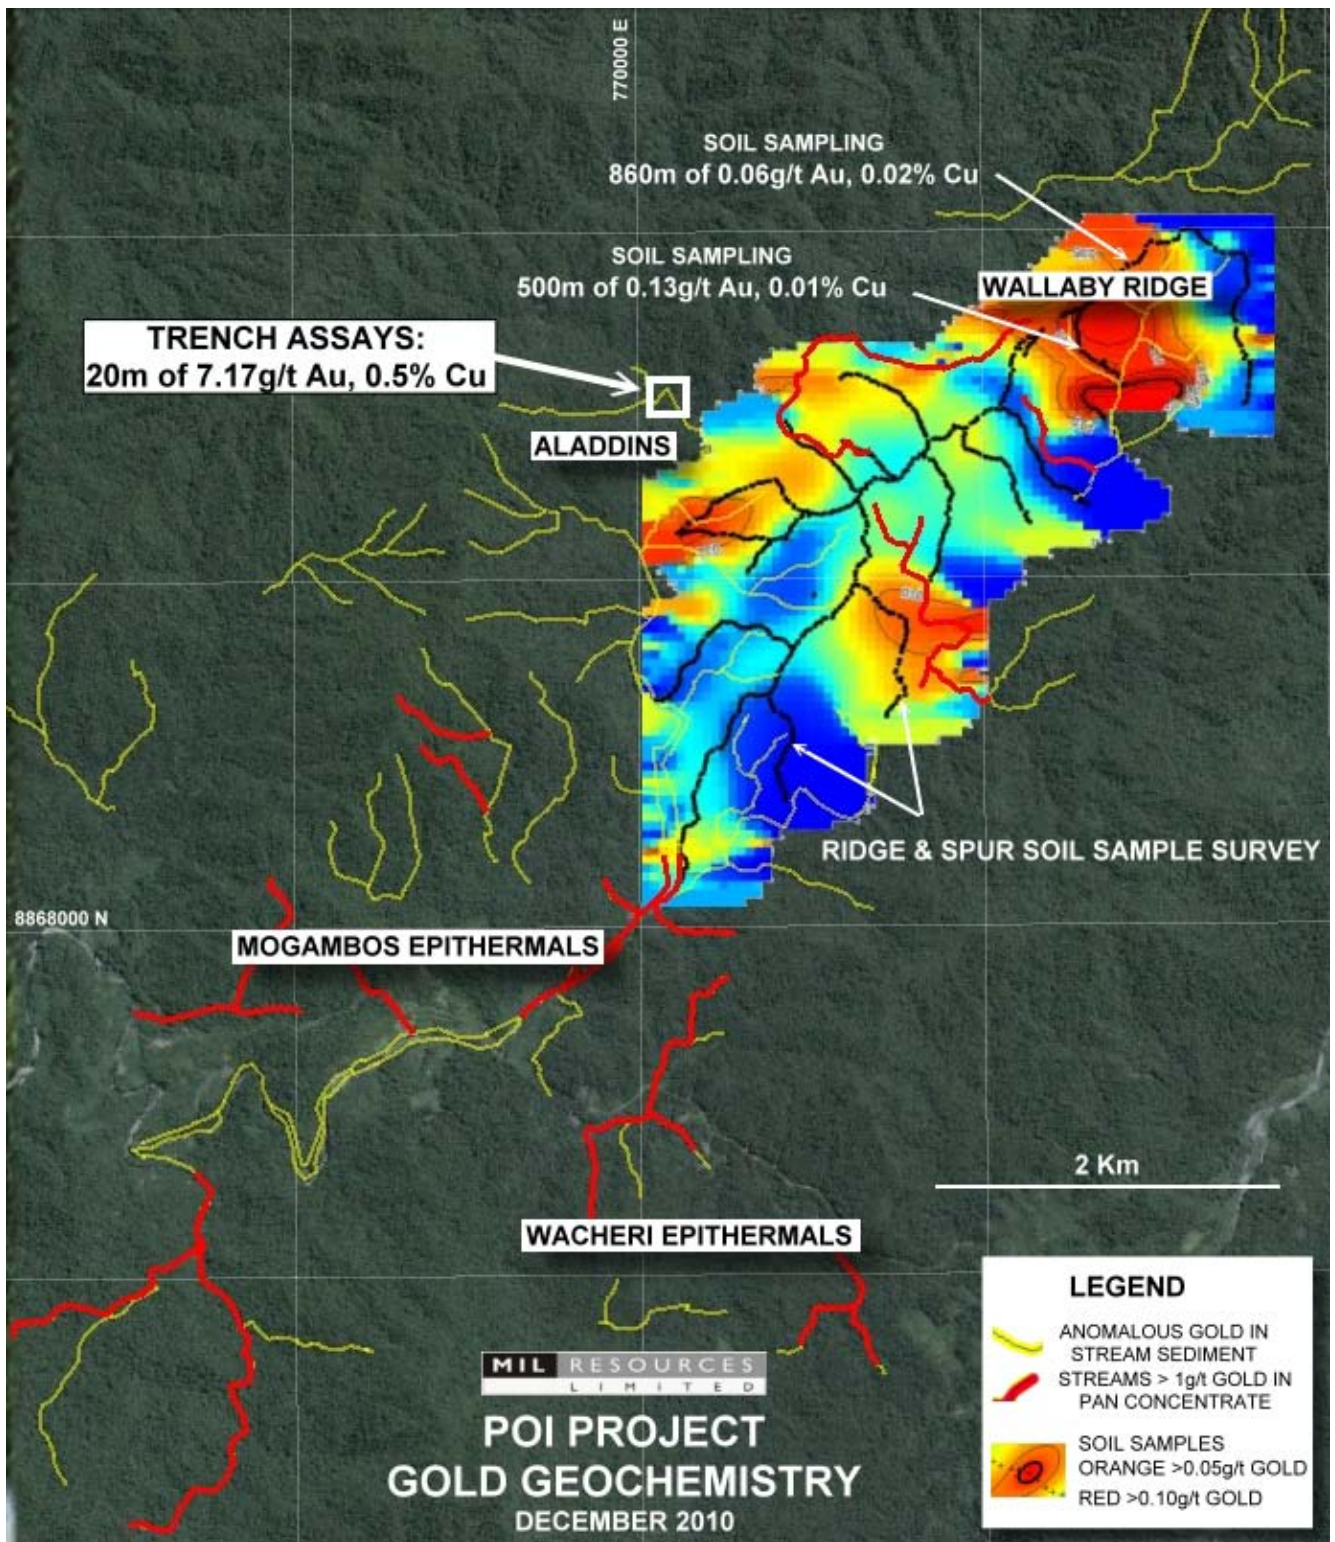 770000 E
SOIL SAMPLING
860m of 0.06g/t Au, 0.02% Cu
SOIL SAMPLING
500m of 0.13g/t Au, 0.01% Cu
WALLABY RIDGE
TRENCH ASSAYS:
20m of 7.17g/t Au, 0.5% Cu
ALADDINS
RIDGE & SPUR SOIL SAMPLE SURVEY
8868000 N
MOGAMBOS EPITHERMALS
2 Km
WACHERI EPITHERMALS
LEGEND
ANOMALOUS GOLD IN
STREAM SEDIMENT
STREAMS > 1g/t GOLD IN
PAN CONCENTRATE
SOIL SAMPLES
ORANGE >0.05g/t GOLD
RED >0.10g/t GOLD
MIL RESOURCES
LIMITED
POI PROJECT
GOLD GEOCHEMISTRY
DECEMBER 2010